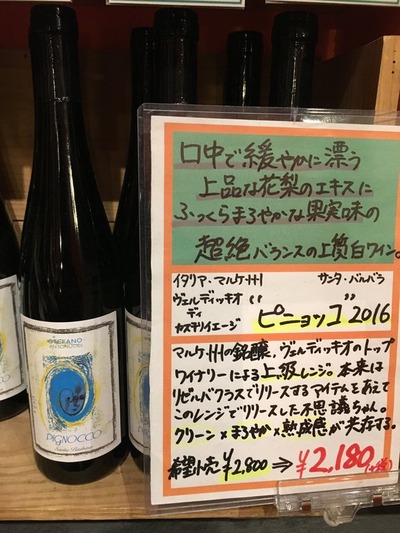 STEFANO
ANTONUCCI
PIGNOCCO
Santa Barbara
口中で緩やかに漂う
上品な花梨のエキスに
ふっくらまろやかな果実味の
超絶バランスの上質白ワイン。
イタリア・マルケ州 サンタ・バルバラ
ヴェルディッキオ
ディ
カステリイエージ
"ピニョッコ" 2016
マルケ州の銘醸、ヴェルディッキオのトップ
ワイナリーによる上級レンジ。本来は
リゼルバクラスでリリースするアイテムをあえて
このレンジでリリースした不思議ちゃん。
クリーン×まろやか×熟成感が共存する。
希望小売¥2,800⇒¥2,180(+税)